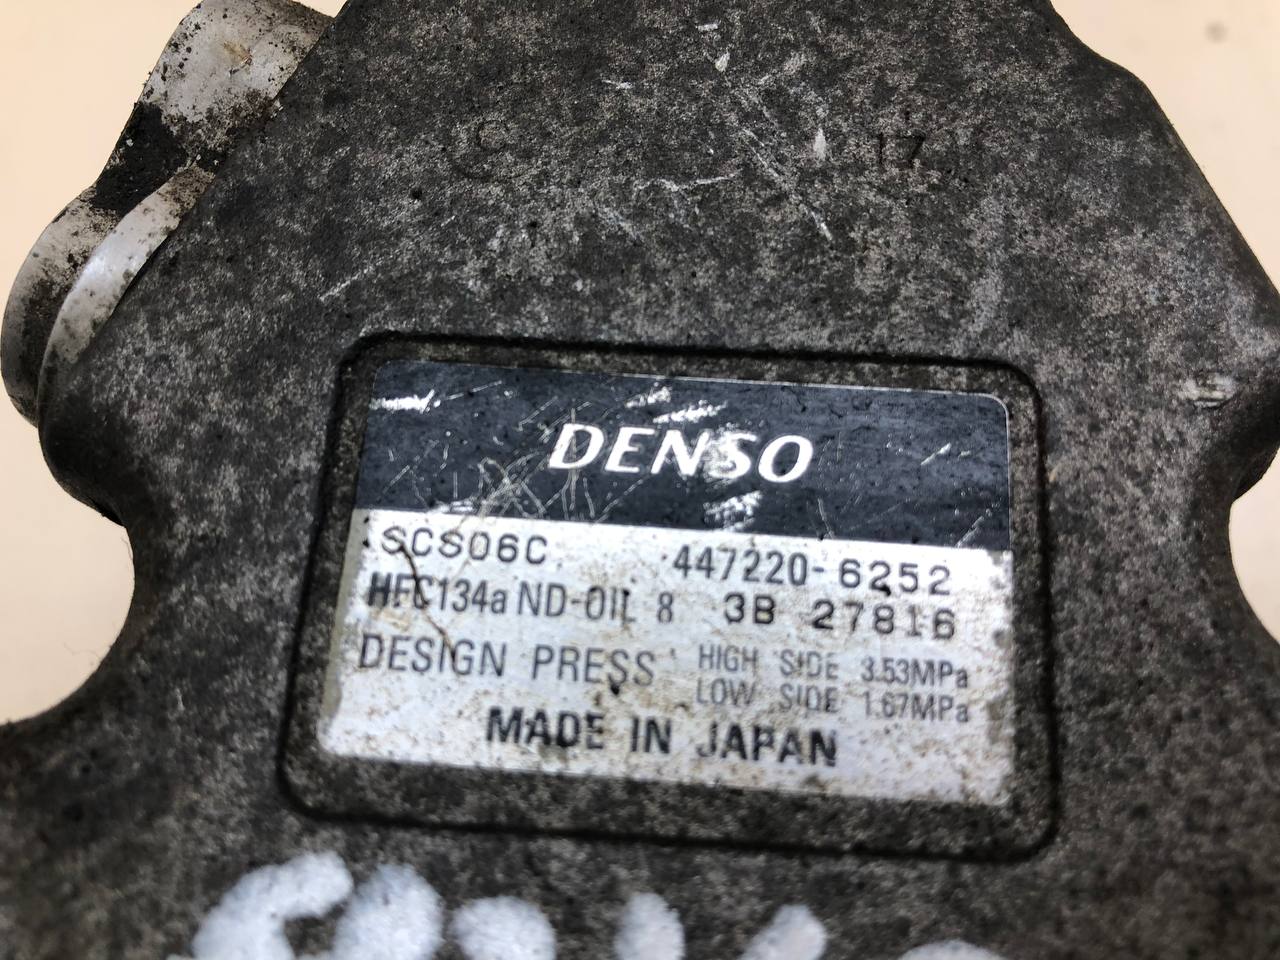 C 17
DENSO
SCS06C 447220-6252
HFC134a ND-OIL 8 3B 27816
DESIGN PRESS HIGH SIDE 3.53MPa
LOW SIDE 1.67MPa
MADE IN JAPAN